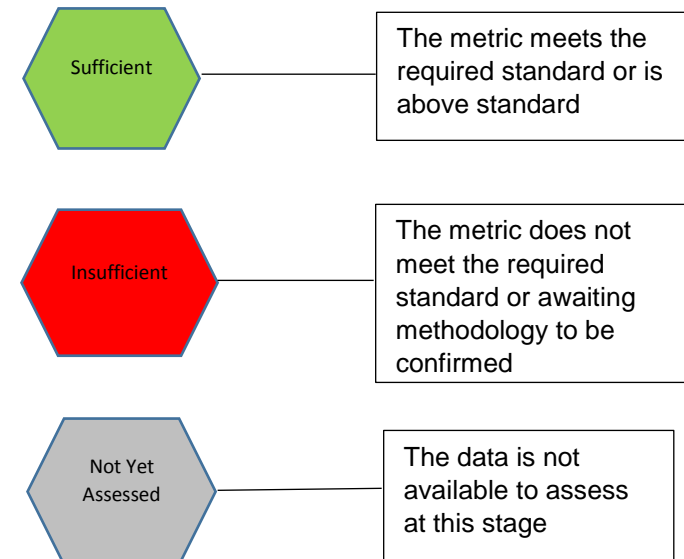 Sufficient
The metric meets the
required standard or is
above standard
Insufficient
The metric does not
meet the required
standard or awaiting
methodology to be
confirmed
Not Yet
Assessed
The data is not
available to assess
at this stage